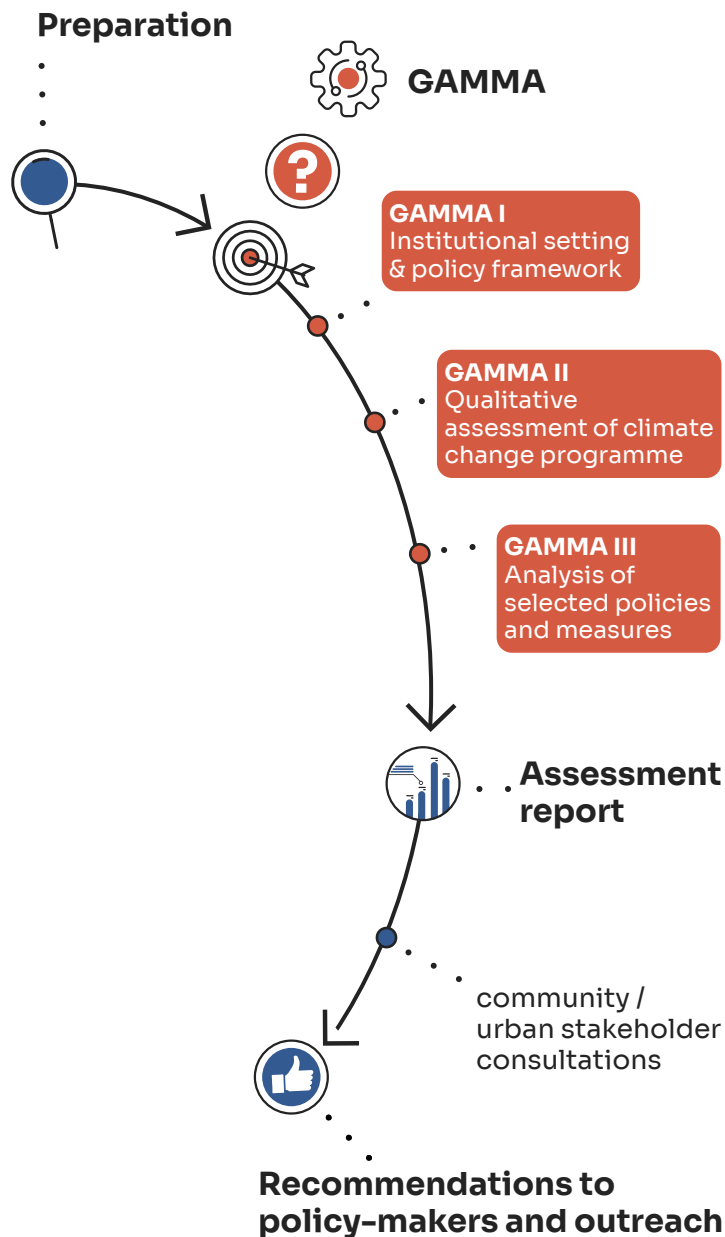 Preparation
GAMMA
?
GAMMA I
Institutional setting
& policy framework
GAMMA II
Qualitative
assessment of climate
change programme
GAMMA III
Analysis of
selected policies
and measures
Assessment
report
community /
urban stakeholder
consultations
Recommendations to
policy-makers and outreach